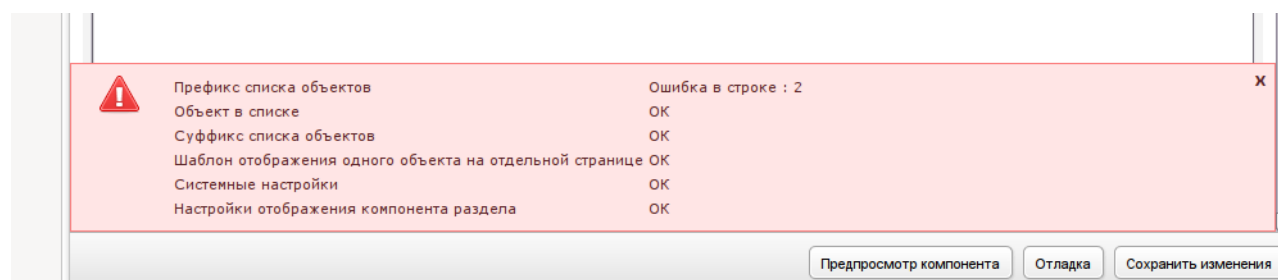 Префикс списка объектов Ошибка в строке : 2 x
Объект в списке OK
Суффикс списка объектов OK
Шаблон отображения одного объекта на отдельной странице OK
Системные настройки OK
Настройки отображения компонента раздела OK
Предпросмотр компонента Отладка Сохранить изменения